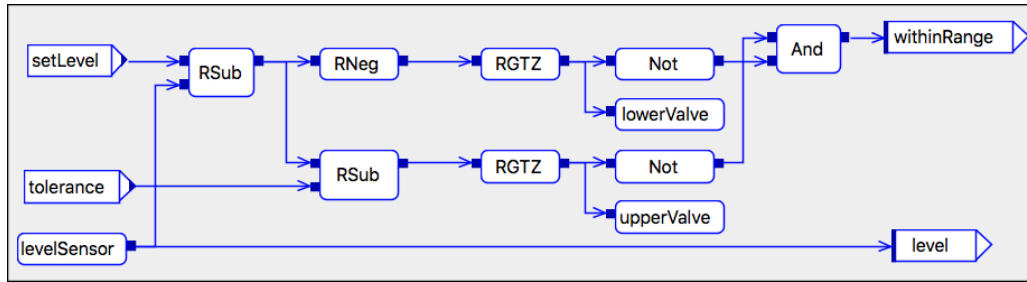 setLevel
RSub
RNeg
RGTZ
Not
And
withinRange
lowerValve
tolerance
RSub
RGTZ
Not
upperValve
levelSensor
level